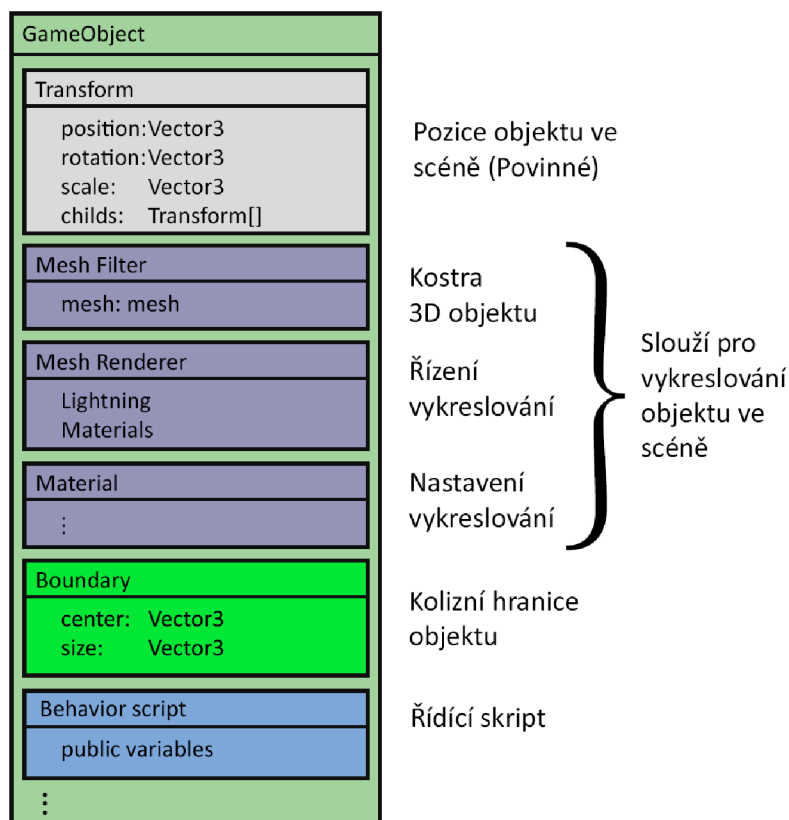 GameObject
Transform
position:Vector3
rotation:Vector3
scale: Vector3
childs: Transform[]
Pozice objektu ve
scéně (Povinné)
Mesh Filter
mesh: mesh
Kostra
3D objektu
Mesh Renderer
Lightning
Materials
Řízení
vykreslování
Material
⋮
Nastavení
vykreslování
Slouží pro
vykreslování
objektu ve
scéně
Boundary
center: Vector3
size: Vector3
Kolizní hranice
objektu
Behavior script
public variables
Řídící skript
⋮